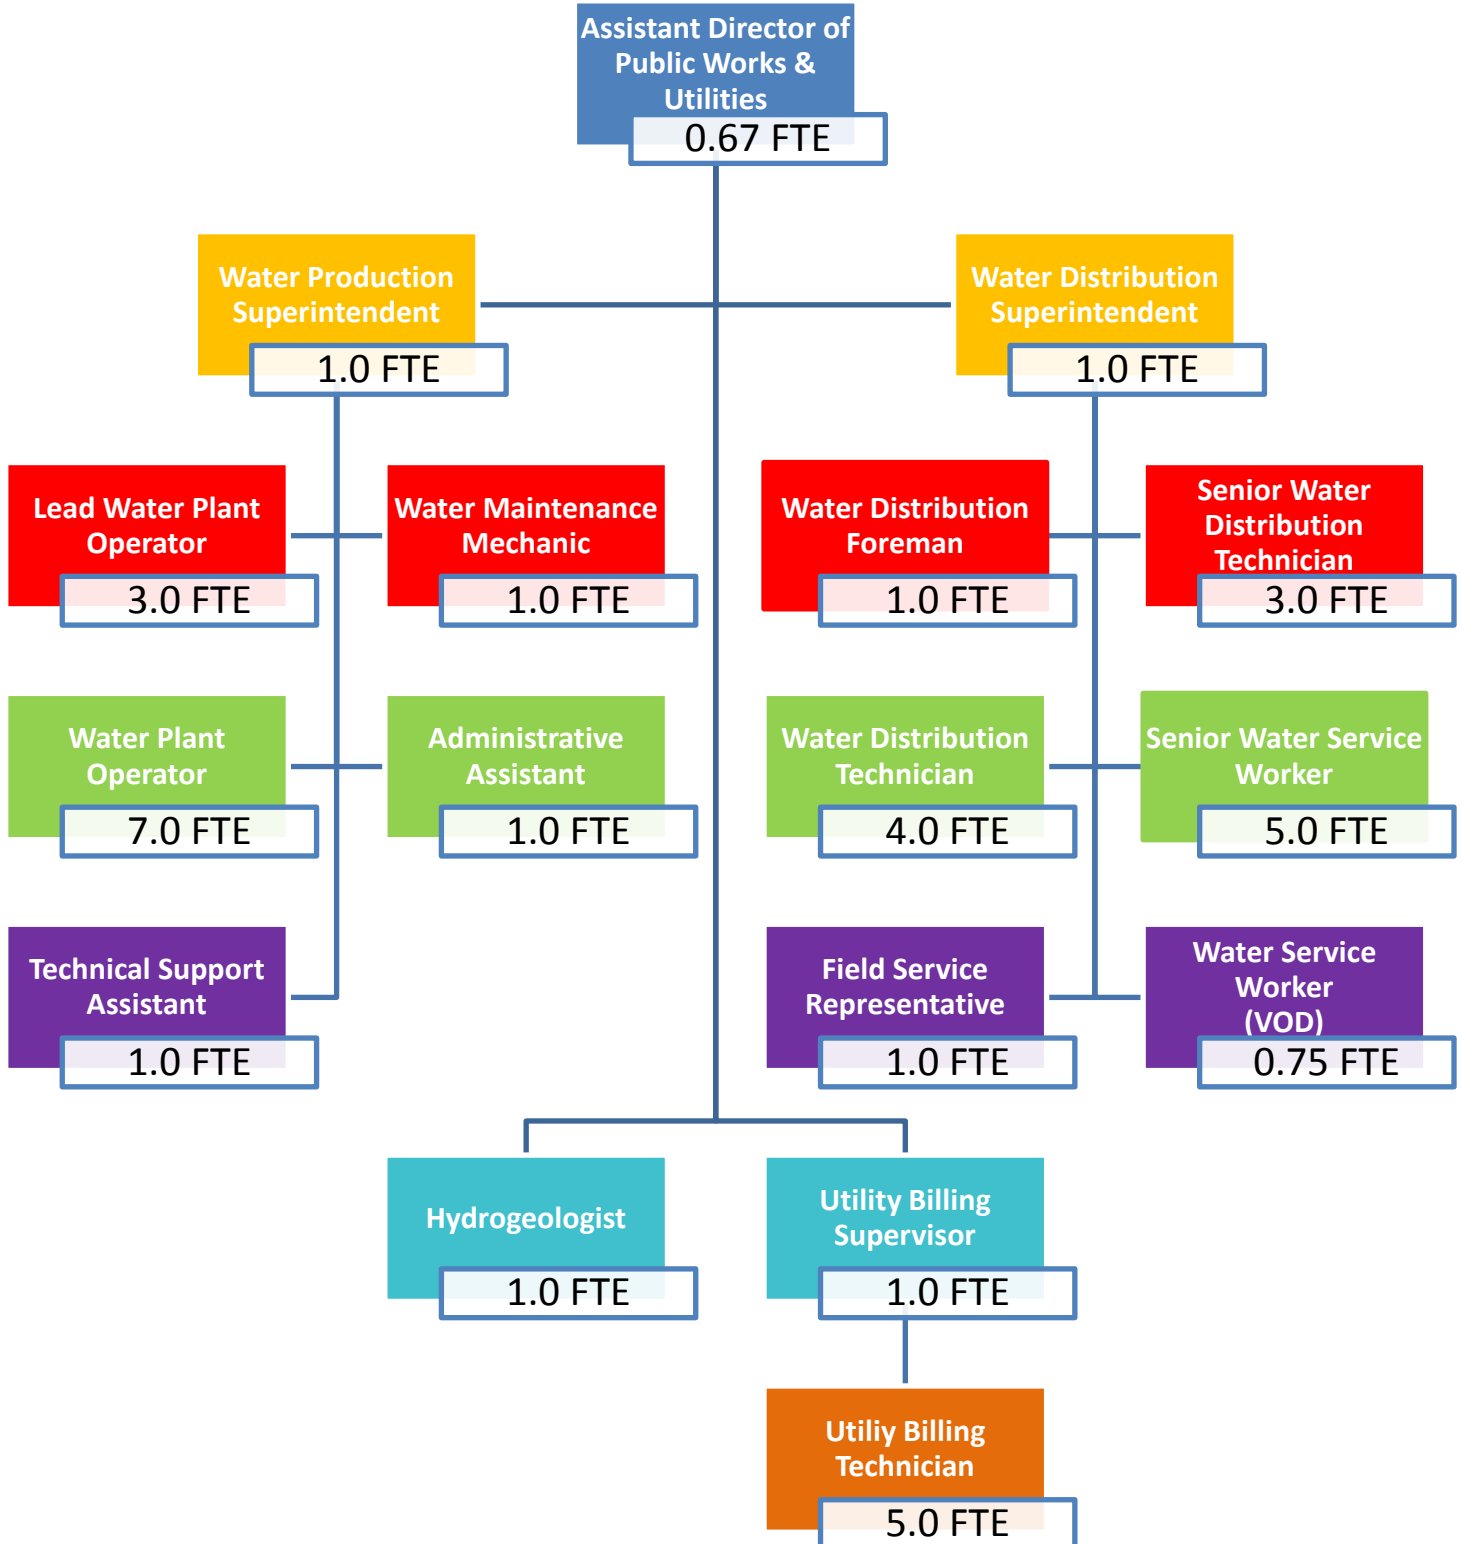 Assistant Director of
Public Works &
Utilities
0.67 FTE
Water Production
Superintendent
1.0 FTE
Water Distribution
Superintendent
1.0 FTE
Lead Water Plant
Operator
3.0 FTE
Water Maintenance
Mechanic
1.0 FTE
Water Distribution
Foreman
1.0 FTE
Senior Water
Distribution
Technician
3.0 FTE
Water Plant
Operator
7.0 FTE
Administrative
Assistant
1.0 FTE
Water Distribution
Technician
4.0 FTE
Senior Water Service
Worker
5.0 FTE
Technical Support
Assistant
1.0 FTE
Field Service
Representative
1.0 FTE
Water Service
Worker
(VOD)
0.75 FTE
Hydrogeologist
1.0 FTE
Utility Billing
Supervisor
1.0 FTE
Utiliy Billing
Technician
5.0 FTE